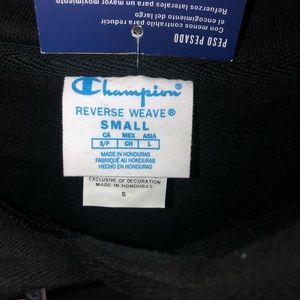 PESO PESADO
Con menos contra para reducir
el encogimiento del largo
Refuerzos laterales para un mayor movimiento
Champion®
REVERSE WEAVE®
SMALL
CA MEX ASIA
S/P CH L
MADE IN HONDURAS
FABRIQUÉ AU HONDURAS
HECHO EN HONDURAS
EXCLUSIVE OF DECORATION
MADE IN HONDURAS
S